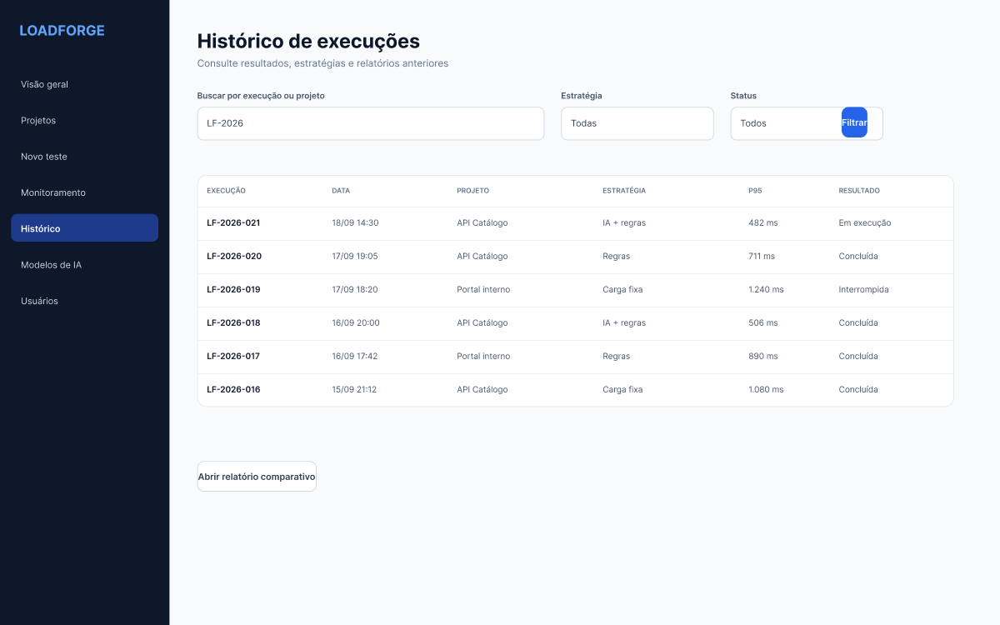 LOADFORGE
Visão geral
Projetos
Novo teste
Monitoramento
Histórico
Modelos de IA
Usuários
Histórico de execuções
Consulte resultados, estratégias e relatórios anteriores
Buscar por execução ou projeto
LF-2026
Estratégia
Todas
Status
Todos
Filtrar
EXECUÇÃO DATA PROJETO ESTRATÉGIA P95 RESULTADO
LF-2026-021 18/09 14:30 API Catálogo IA + regras 482 ms Em execução
LF-2026-020 17/09 19:05 API Catálogo Regras 711 ms Concluída
LF-2026-019 17/09 18:20 Portal interno Carga fixa 1.240 ms Interrompida
LF-2026-018 16/09 20:00 API Catálogo IA + regras 506 ms Concluída
LF-2026-017 16/09 17:42 Portal interno Regras 890 ms Concluída
LF-2026-016 15/09 21:12 API Catálogo Carga fixa 1.080 ms Concluída
Abrir relatório comparativo